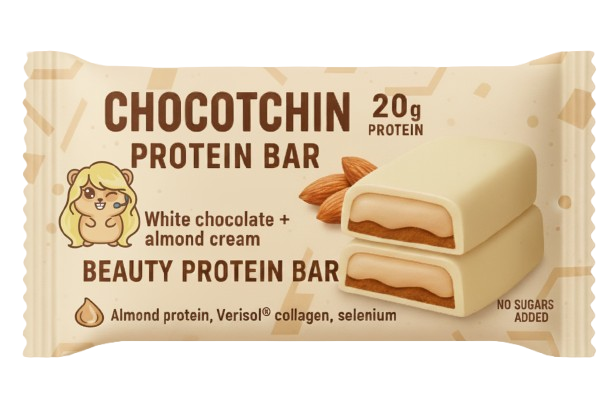 CHOCOTCHIN
20g
PROTEIN
PROTEIN BAR
White chocolate +
almond cream
BEAUTY PROTEIN BAR
Almond protein, Verisol® collagen, selenium
NO SUGARS
ADDED